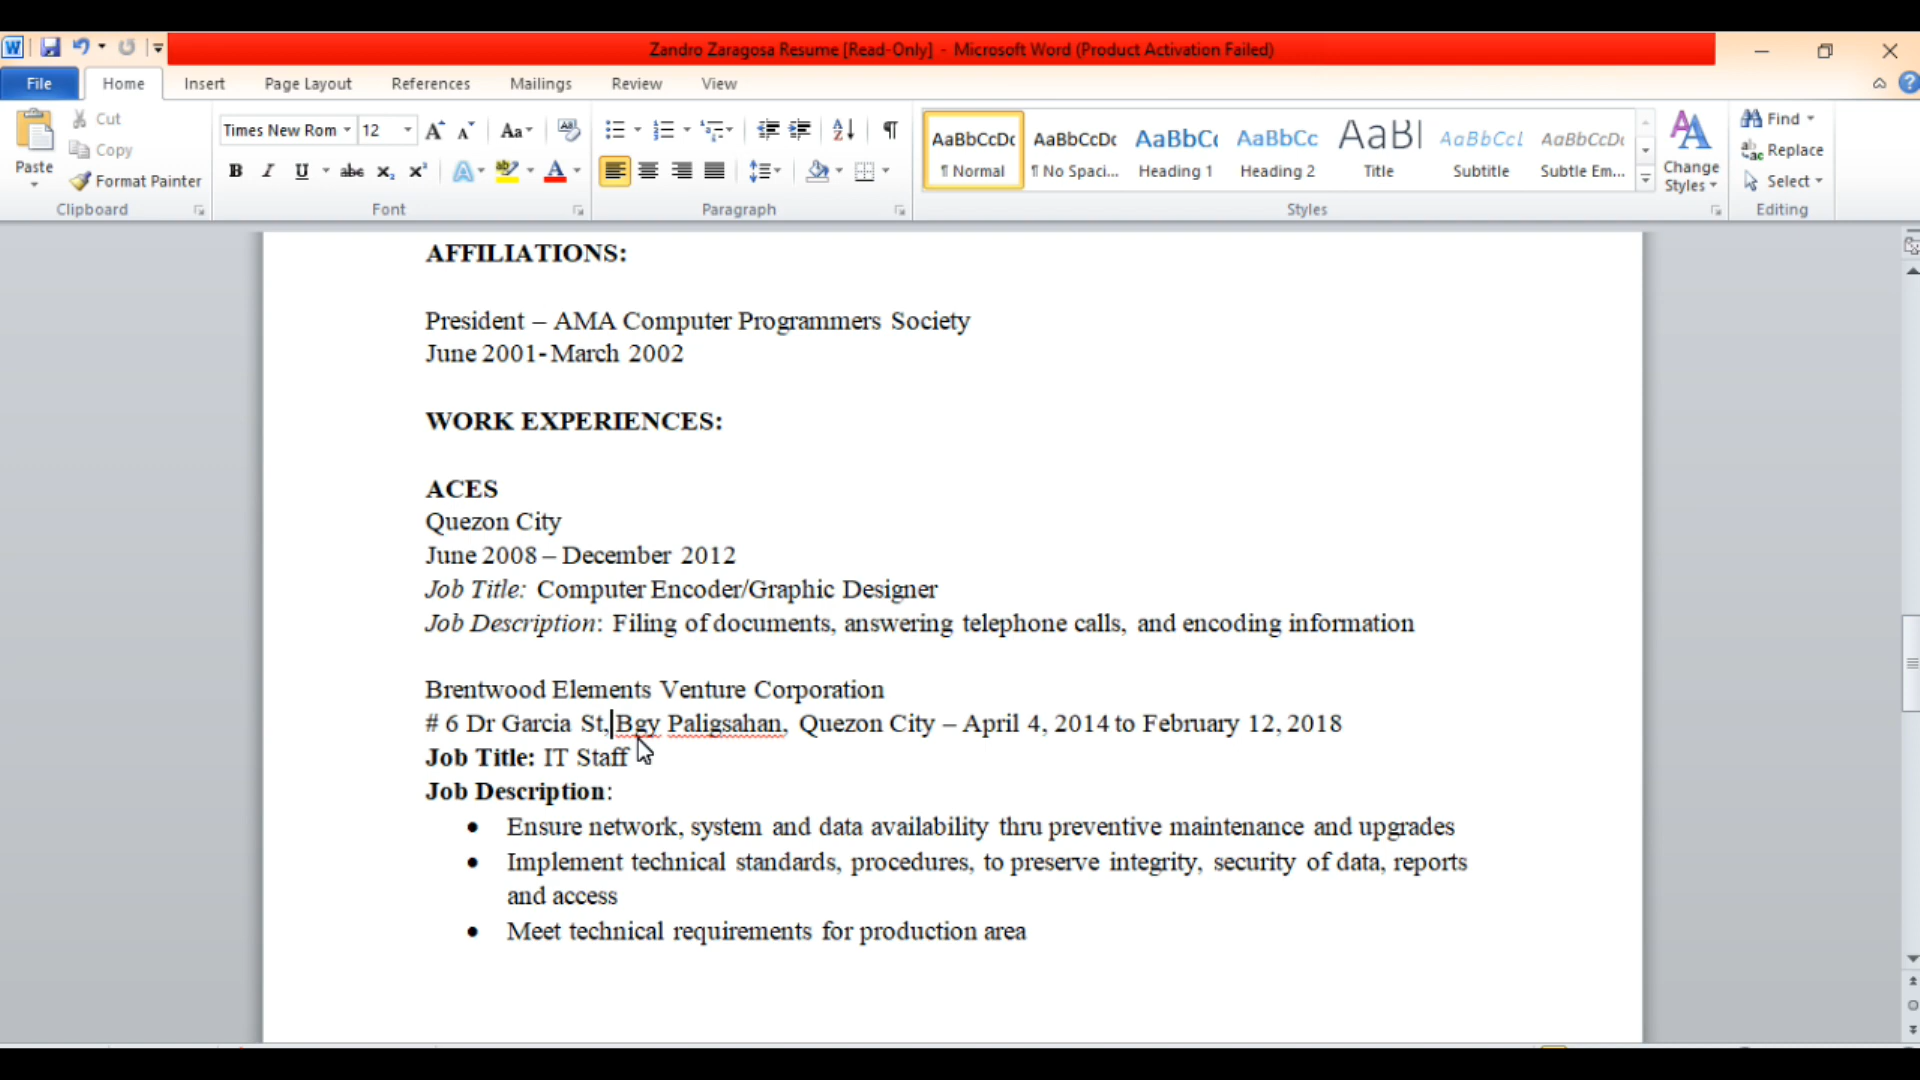 Zandro Zaragosa Resume [Read-Only] - Microsoft Word (Product Activation Failed)
File Home Insert Page Layout References Mailings Review View
Paste
Cut
Copy
Format Painter
Clipboard
Times New Rom 12
Font
Paragraph
AaBbCcDc AaBbCcDc AaBbCc AaBbCc AaBl AaBbCcL AaBbCcDc
¶ Normal ¶ No Spaci... Heading 1 Heading 2 Title Subtitle Subtle Em...
Styles
Change
Styles
Find
Replace
Select
Editing
AFFILIATIONS:
President – AMA Computer Programmers Society
June 2001- March 2002
WORK EXPERIENCES:
ACES
Quezon City
June 2008 – December 2012
Job Title: Computer Encoder/Graphic Designer
Job Description: Filing of documents, answering telephone calls, and encoding information
Brentwood Elements Venture Corporation
# 6 Dr Garcia St, Bgy Paligsahan, Quezon City – April 4, 2014 to February 12, 2018
Job Title: IT Staff
Job Description:
• Ensure network, system and data availability thru preventive maintenance and upgrades
• Implement technical standards, procedures, to preserve integrity, security of data, reports
and access
• Meet technical requirements for production area